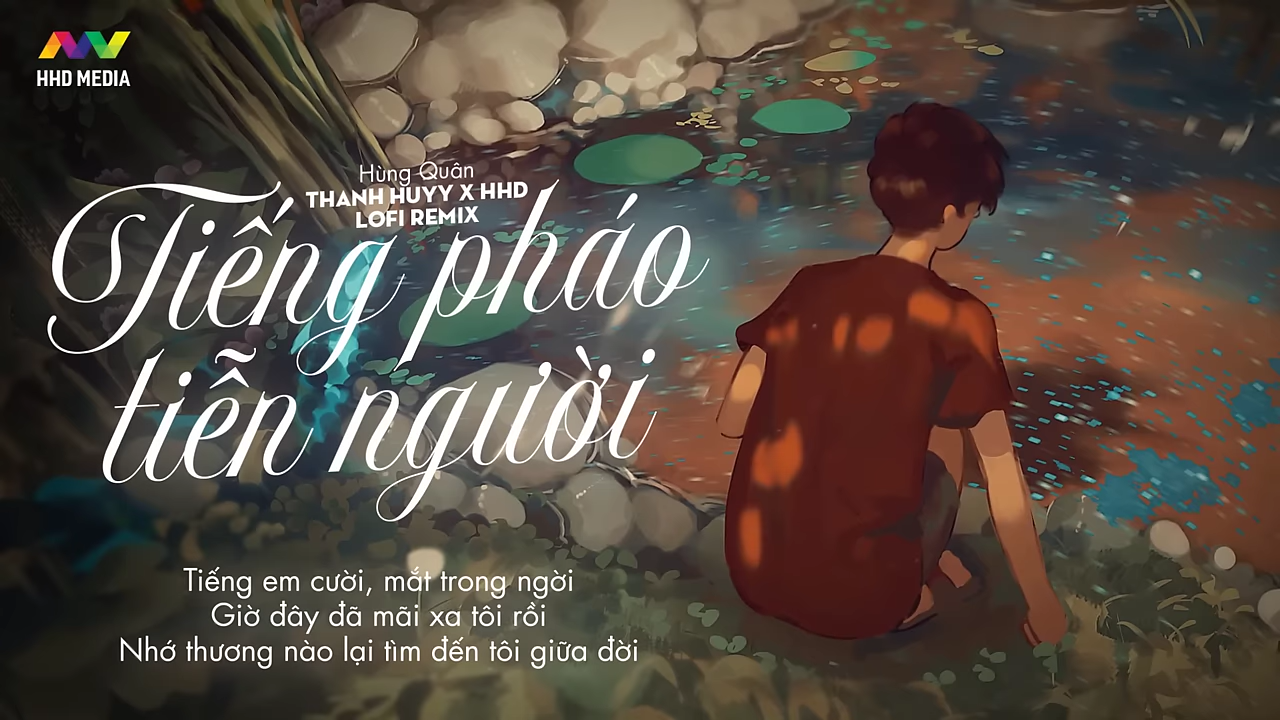 HHD MEDIA
Hùng Quân
THANH HUYY X HHD
LOFI REMIX
Tiếng pháo
tiễn người
Tiếng em cười, mắt trong ngời
Giờ đây đã mãi xa tôi rồi
Nhớ thương nào lại tìm đến tôi giữa đời